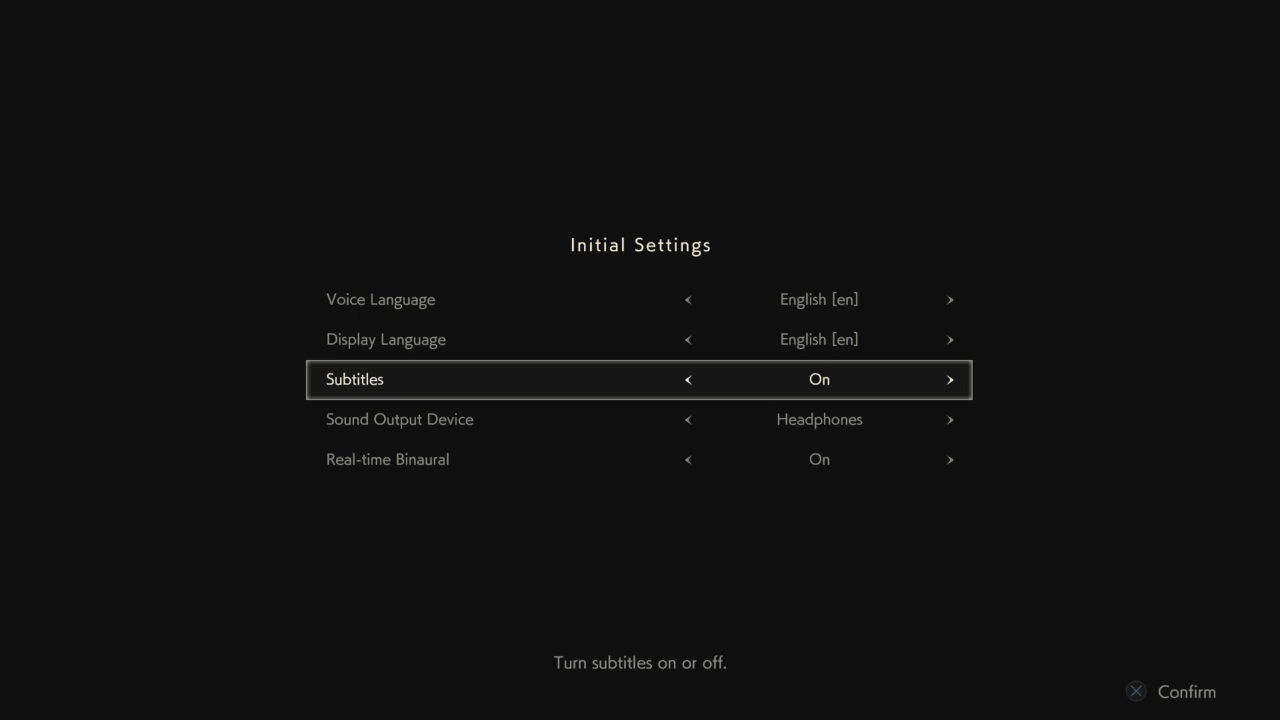 Initial Settings
Voice Language < English [en] >
Display Language < English [en] >
Subtitles < On >
Sound Output Device < Headphones >
Real-time Binaural < On >
Turn subtitles on or off.
Confirm